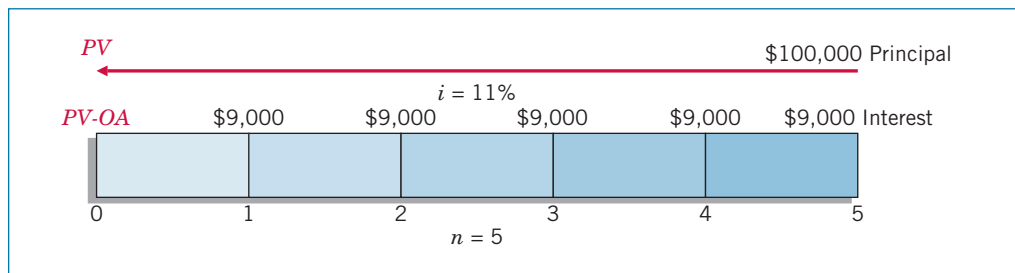 PV
$100,000 Principal
i = 11%
PV-OA $9,000 $9,000 $9,000 $9,000 $9,000 Interest
0 1 2 3 4 5
n = 5